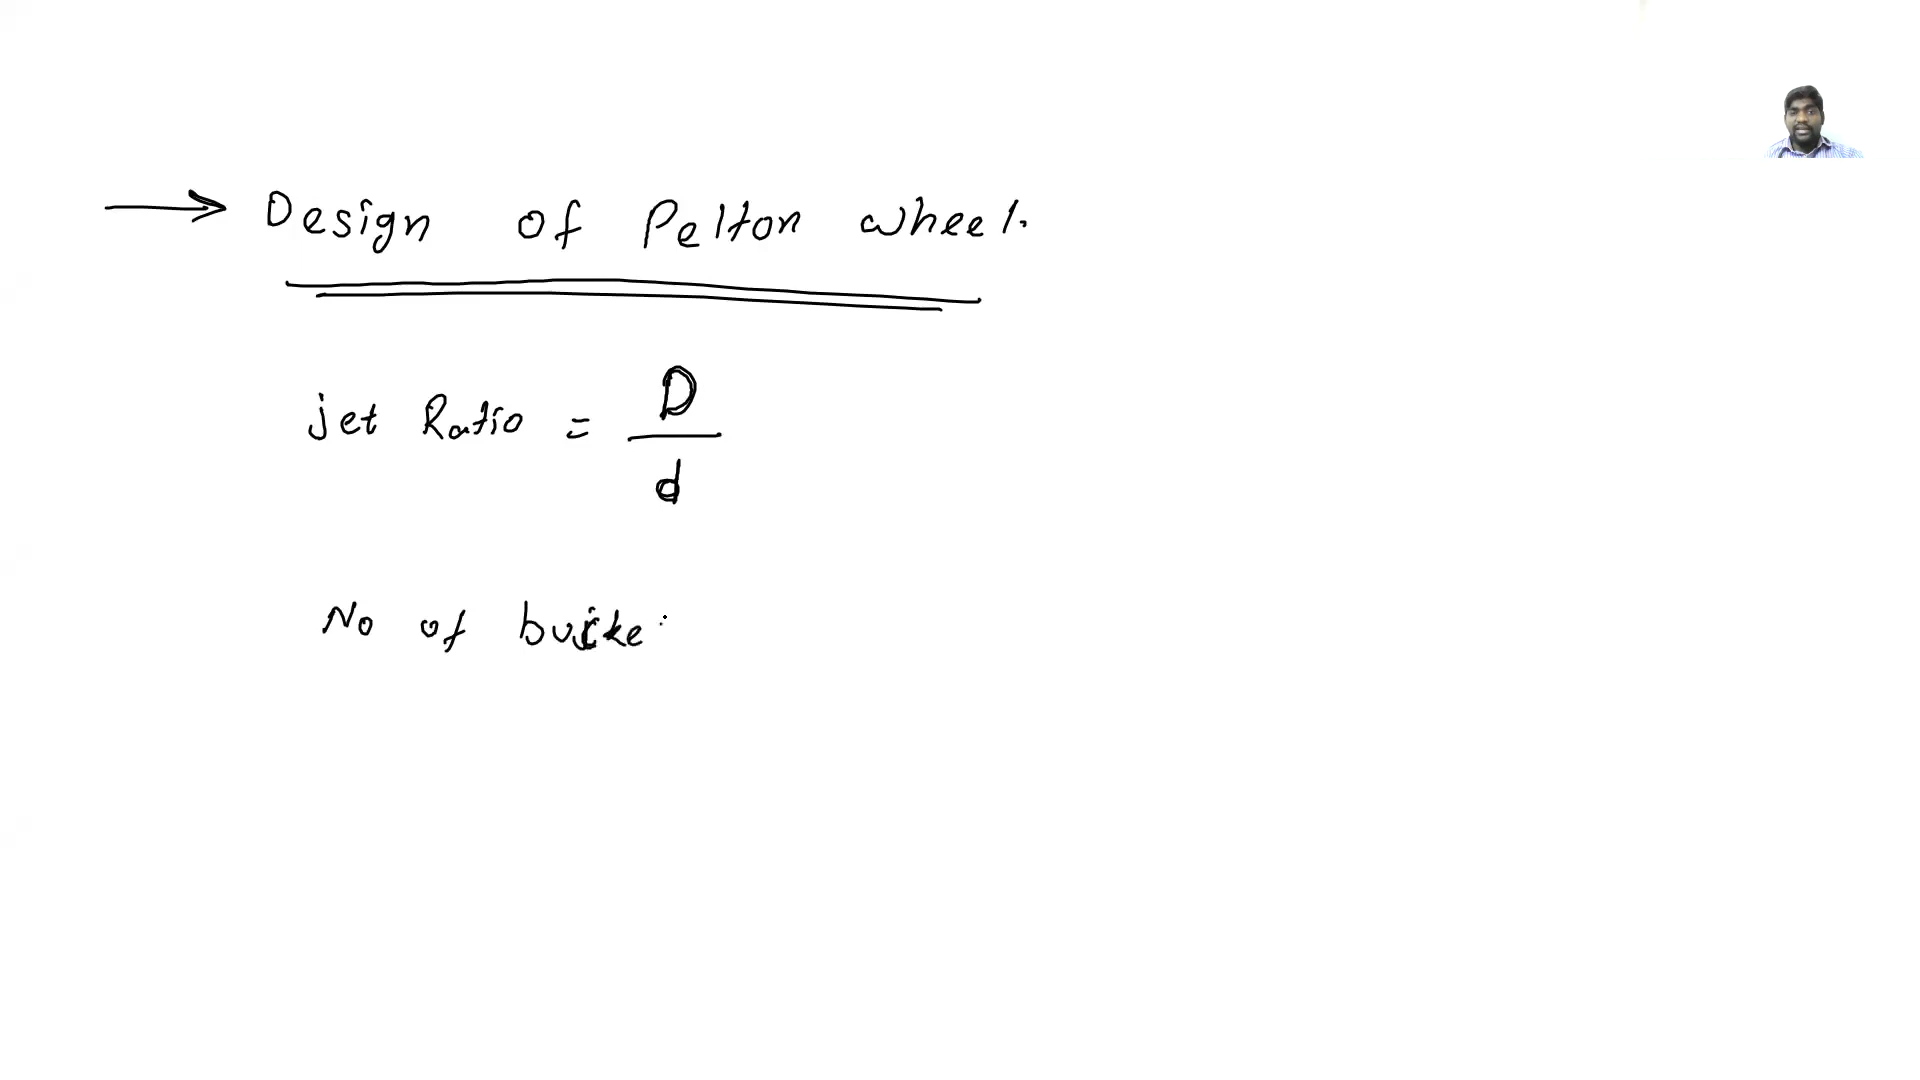 → Design of Pelton wheel.
jet Ratio = D/d
No of bucke